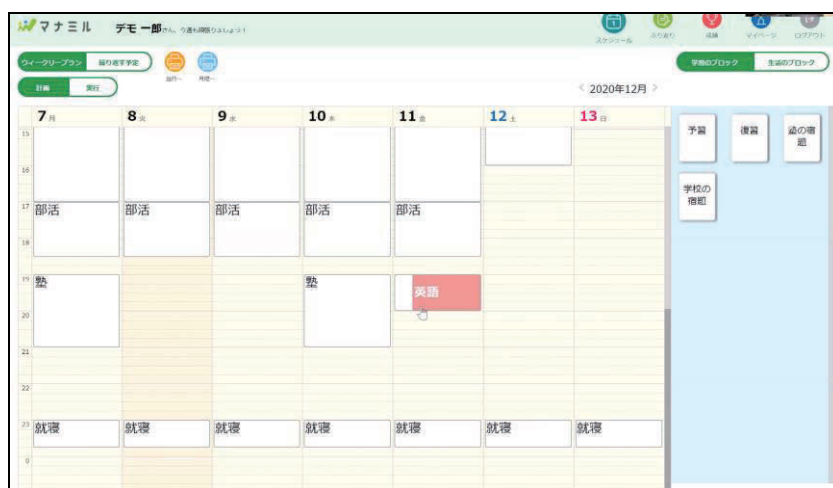 マナミル デモ 一郎さん、今週も頑張りましょう!
スケジュール ふり返り 成績 マイページ ログアウト
ウィークリープラン 繰り返す予定
学習のブロック 生活のブロック
計画 実行
2020年12月
7月 8火 9水 10木 11金 12土 13日
予習 復習 塾の宿
題
学校の
宿題
15
16
17 部活 部活 部活 部活 部活
18
19 塾 塾 英語
20
21
22
23 就寝 就寝 就寝 就寝 就寝 就寝 就寝
0